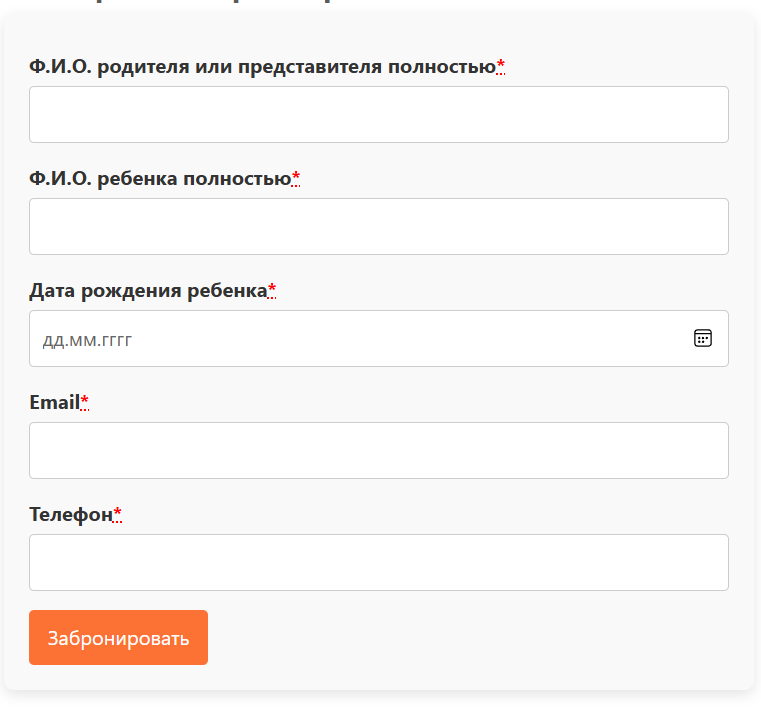 Ф.И.О. родителя или представителя полностью*
Ф.И.О. ребенка полностью*
Дата рождения ребенка*
дд.мм.гггг
Email*
Телефон*
Забронировать